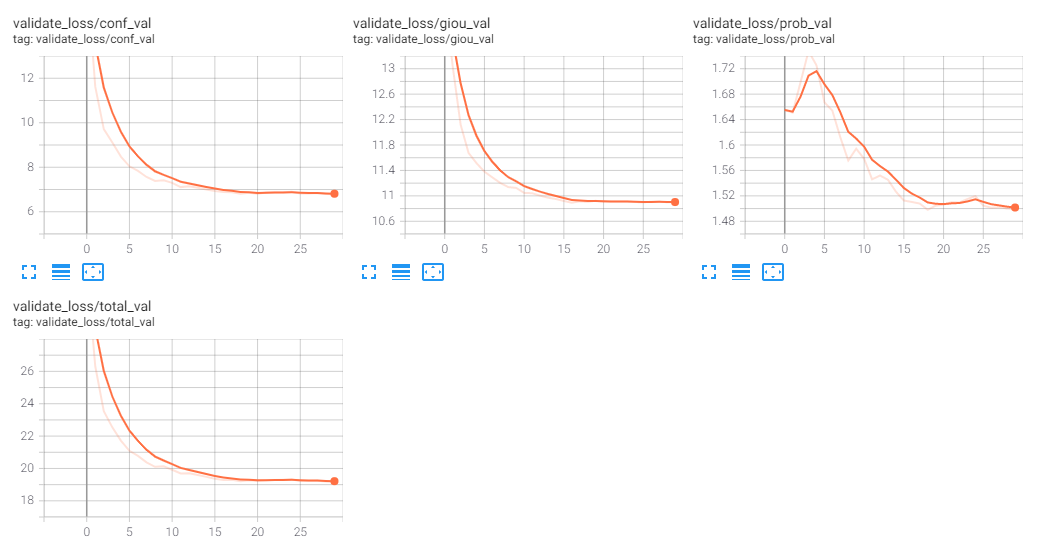 validate_loss/conf_val
tag: validate_loss/conf_val
12
10
8
6
0 5 10 15 20 25
validate_loss/giou_val
tag: validate_loss/giou_val
13
12.6
12.2
11.8
11.4
11
10.6
0 5 10 15 20 25
validate_loss/prob_val
tag: validate_loss/prob_val
1.72
1.68
1.64
1.6
1.56
1.52
1.48
0 5 10 15 20 25
validate_loss/total_val
tag: validate_loss/total_val
26
24
22
20
18
0 5 10 15 20 25